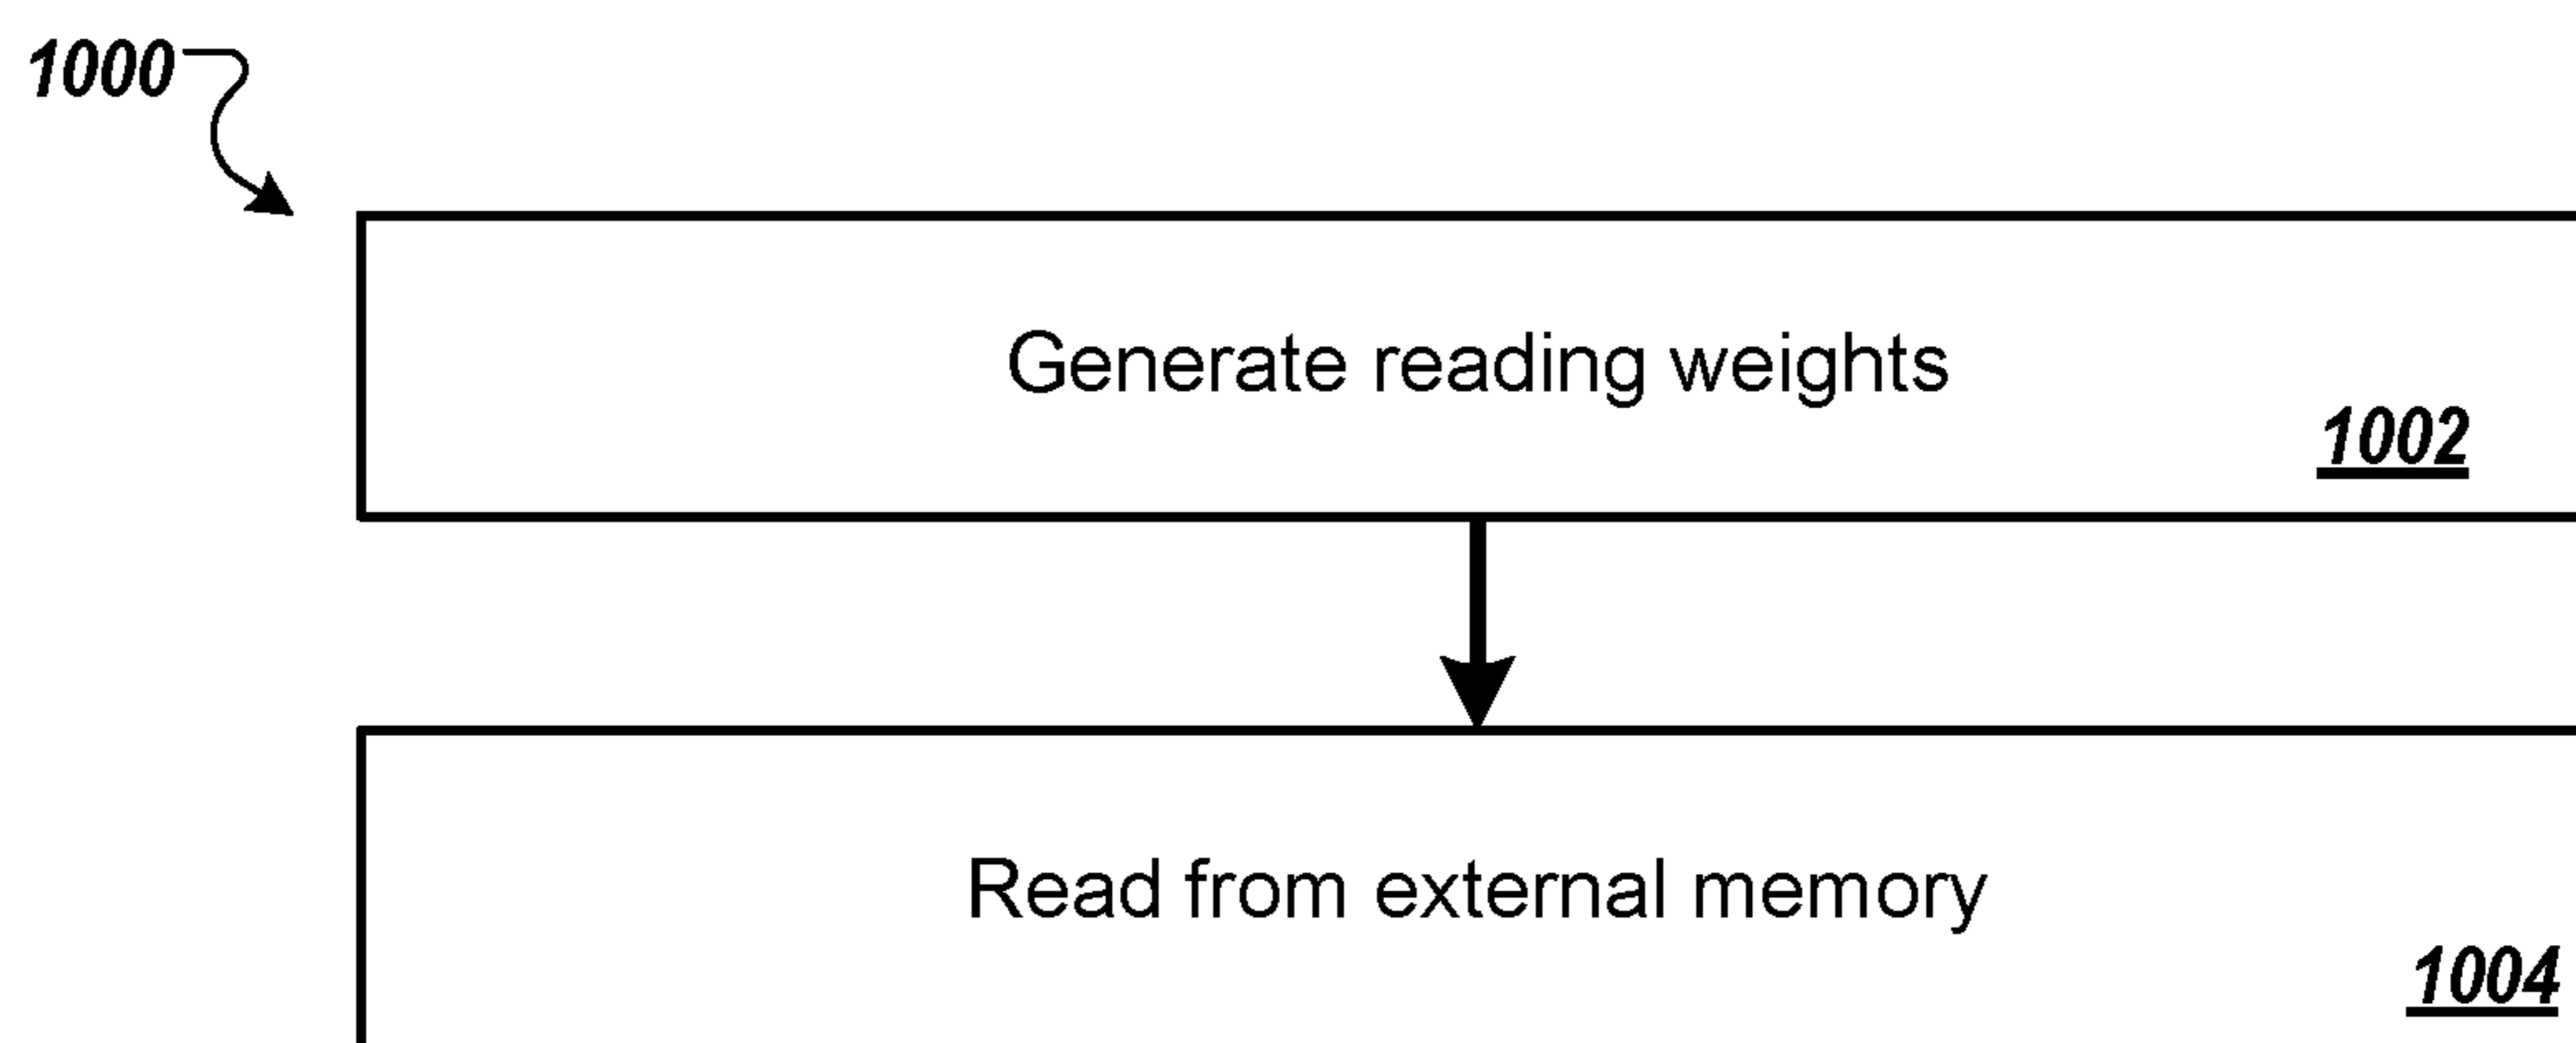 1000
Generate reading weights
1002
Read from external memory
1004